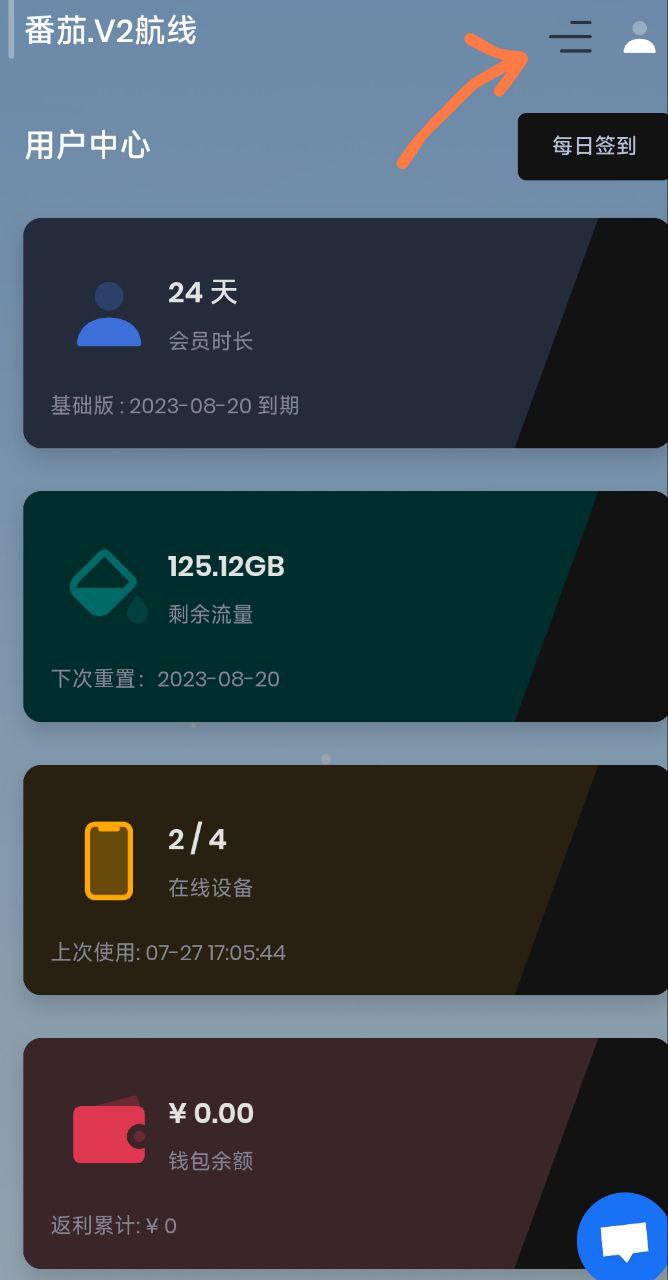 番茄.V2航线
用户中心
每日签到
24 天
会员时长
基础版 : 2023-08-20 到期
125.12GB
剩余流量
下次重置： 2023-08-20
2 / 4
在线设备
上次使用: 07-27 17:05:44
¥ 0.00
钱包余额
返利累计: ¥ 0